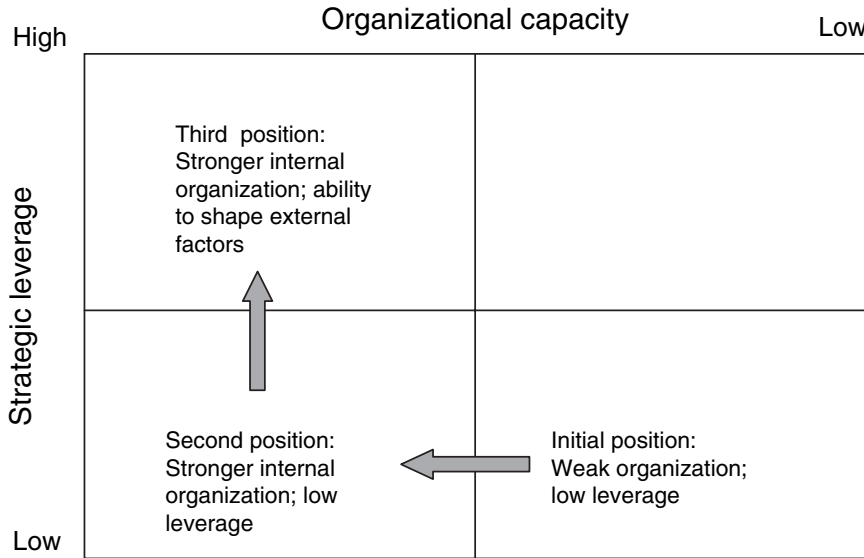 Organizational capacity
High
Low
Third position:
Stronger internal
organization; ability
to shape external
factors
Strategic leverage
Second position:
Stronger internal
organization; low
leverage
Initial position:
Weak organization;
low leverage
Low